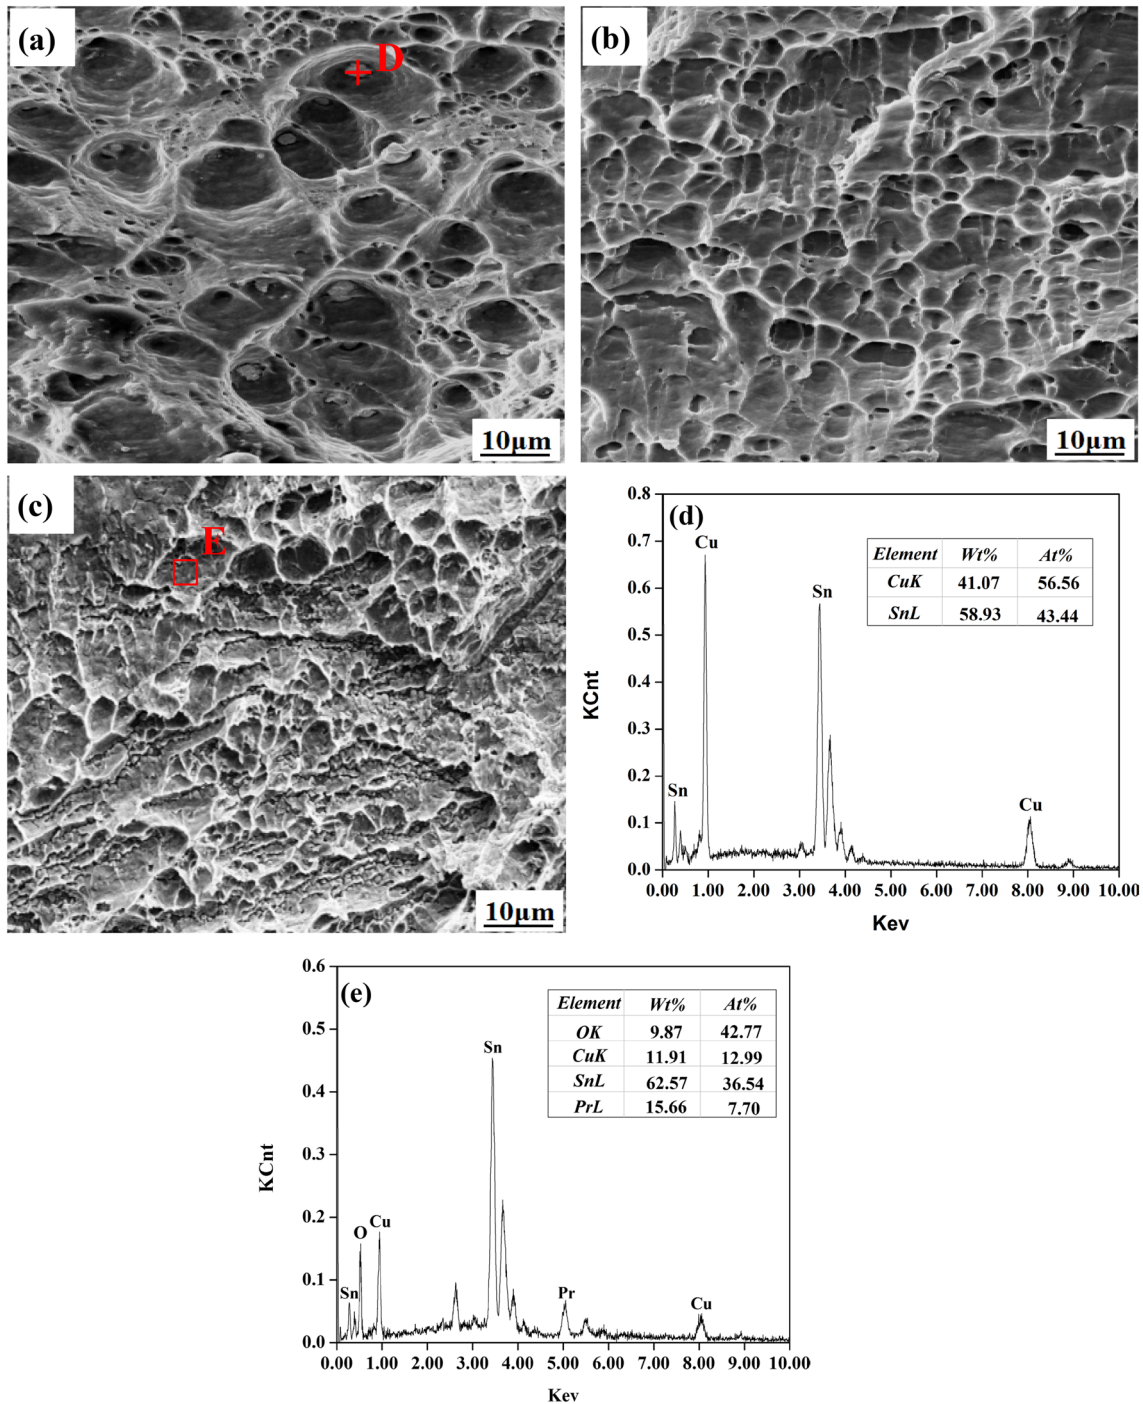 (a)
D
10µm
(b)
10µm
(c)
E
10µm
(d)
0.8
0.7
0.6
0.5
0.4
0.3
0.2
0.1
0.0
KCnt
Cu
Sn
Sn
Cu
Element Wt% At%
CuK 41.07 56.56
SnL 58.93 43.44
0.00 1.00 2.00 3.00 4.00 5.00 6.00 7.00 8.00 9.00 10.0
Kev
(e)
0.6
0.5
0.4
0.3
0.2
0.1
0.0
KCnt
Sn
O
Cu
Sn
Pr
Cu
Element Wt% At%
OK 9.87 42.77
CuK 11.91 12.99
SnL 62.57 36.54
PrL 15.66 7.70
0.00 1.00 2.00 3.00 4.00 5.00 6.00 7.00 8.00 9.00 10.00
Kev